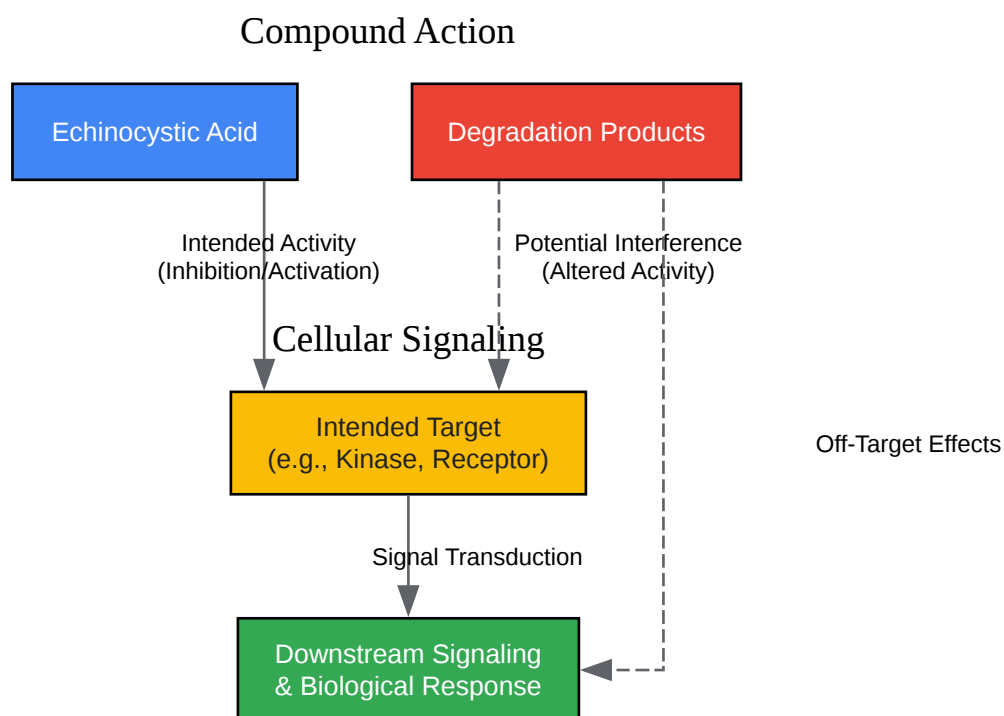 Compound Action
Echinocystic Acid
Degradation Products
Intended Activity
(Inhibition/Activation)
Potential Interference
(Altered Activity)
Cellular Signaling
Intended Target
(e.g., Kinase, Receptor)
Off-Target Effects
Signal Transduction
Downstream Signaling
& Biological Response